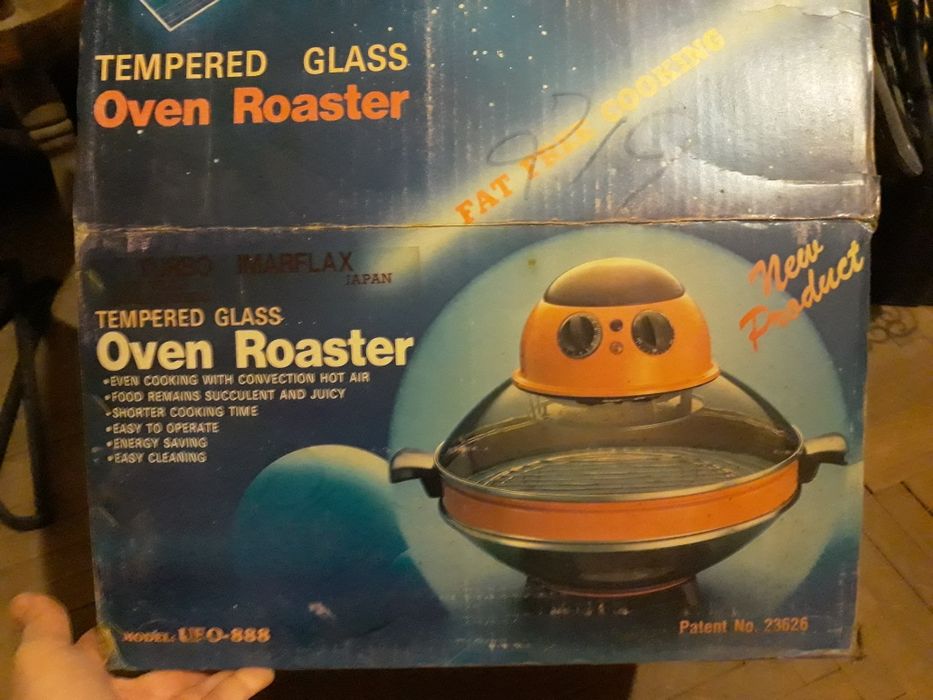 TEMPERED GLASS
Oven Roaster
FAT FREE COOKING
TURBO IMARFLAX
JAPAN
New
Product
TEMPERED GLASS
Oven Roaster
•EVEN COOKING WITH CONVECTION HOT AIR
•FOOD REMAINS SUCCULENT AND JUICY
•SHORTER COOKING TIME
•EASY TO OPERATE
•ENERGY SAVING
•EASY CLEANING
MODEL: UFO-888
Patent No. 23626